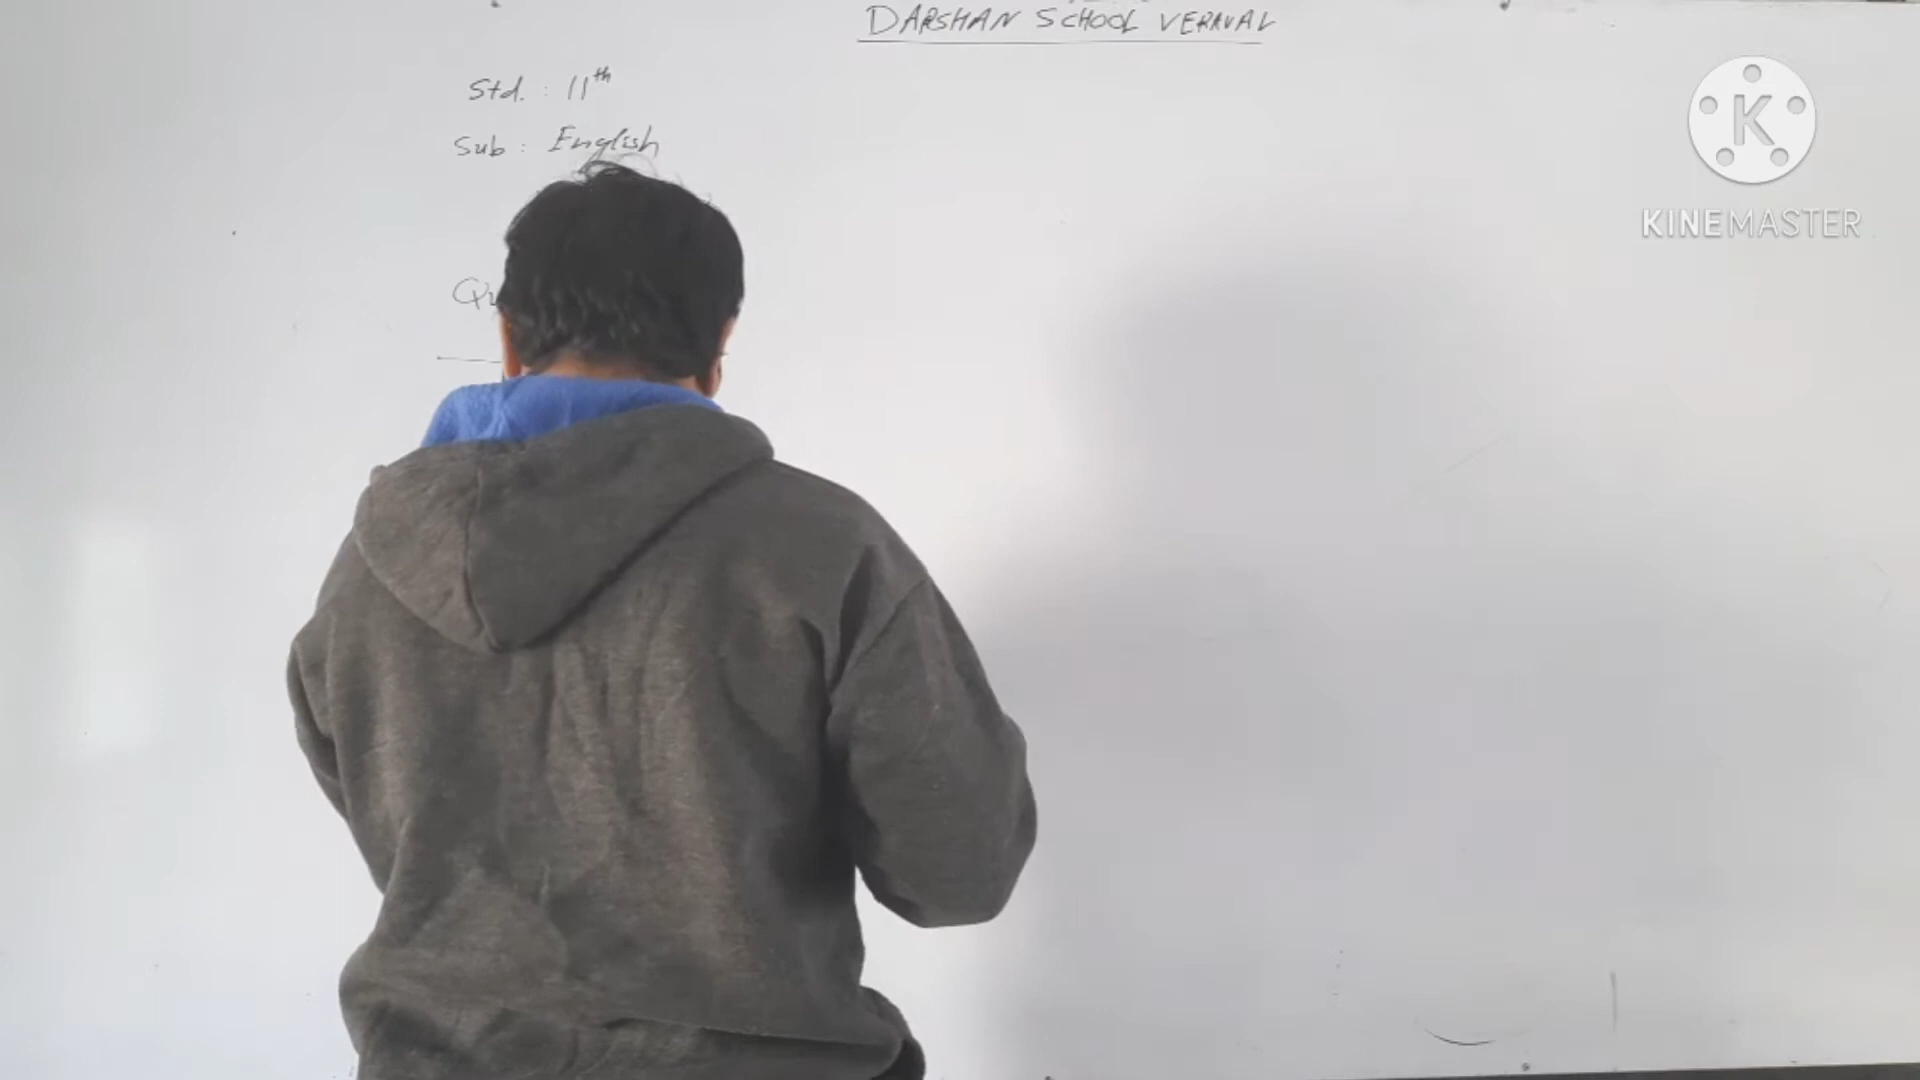 DARSHAN SCHOOL VERAVAL
Std. : 11th
Sub : English
K
KINEMASTER